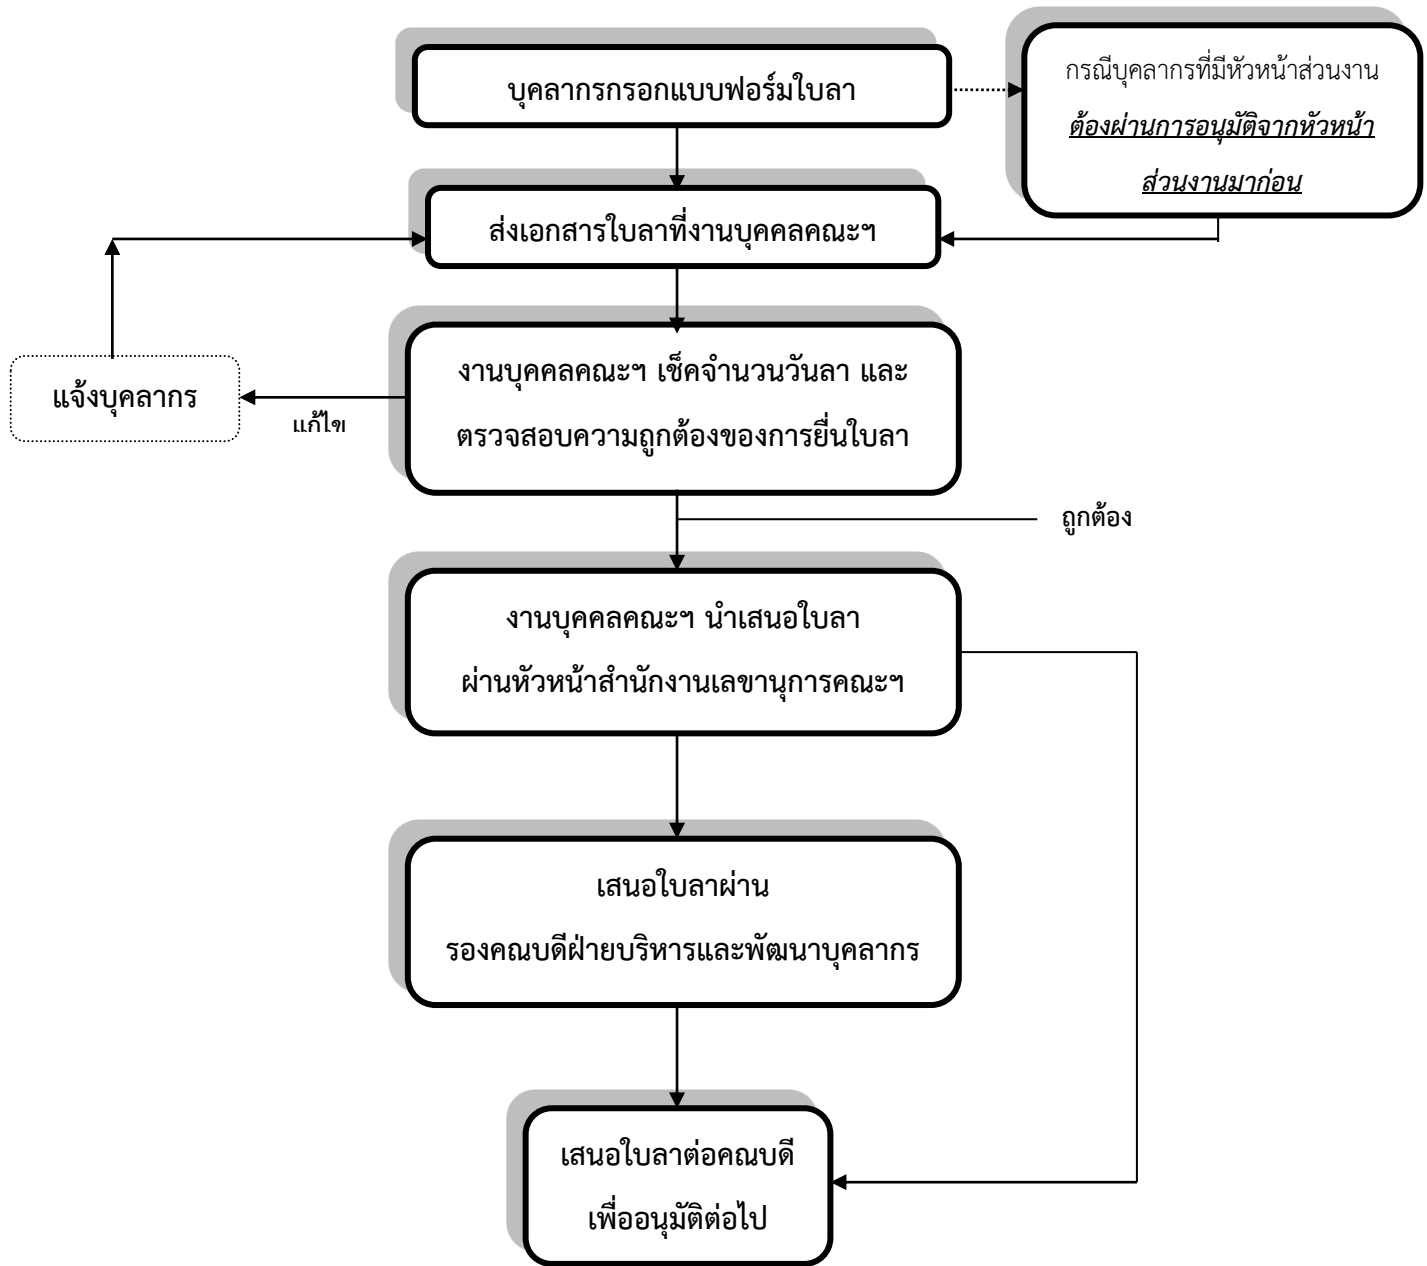 บุคลากรกรอกแบบฟอร์มใบลา
กรณีบุคลากรที่มีหัวหน้าส่วนงาน
ต้องผ่านการอนุมัติจากหัวหน้า
ส่วนงานมาก่อน
ส่งเอกสารใบลาที่งานบุคคลคณะฯ
งานบุคคลคณะฯ เช็คจำนวนวันลา และ
ตรวจสอบความถูกต้องของการยื่นใบลา
แจ้งบุคลากร
แก้ไข
ถูกต้อง
งานบุคคลคณะฯ นำเสนอใบลา
ผ่านหัวหน้าสำนักงานเลขานุการคณะฯ
เสนอใบลาผ่าน
รองคณบดีฝ่ายบริหารและพัฒนาบุคลากร
เสนอใบลาต่อคณบดี
เพื่ออนุมัติต่อไป